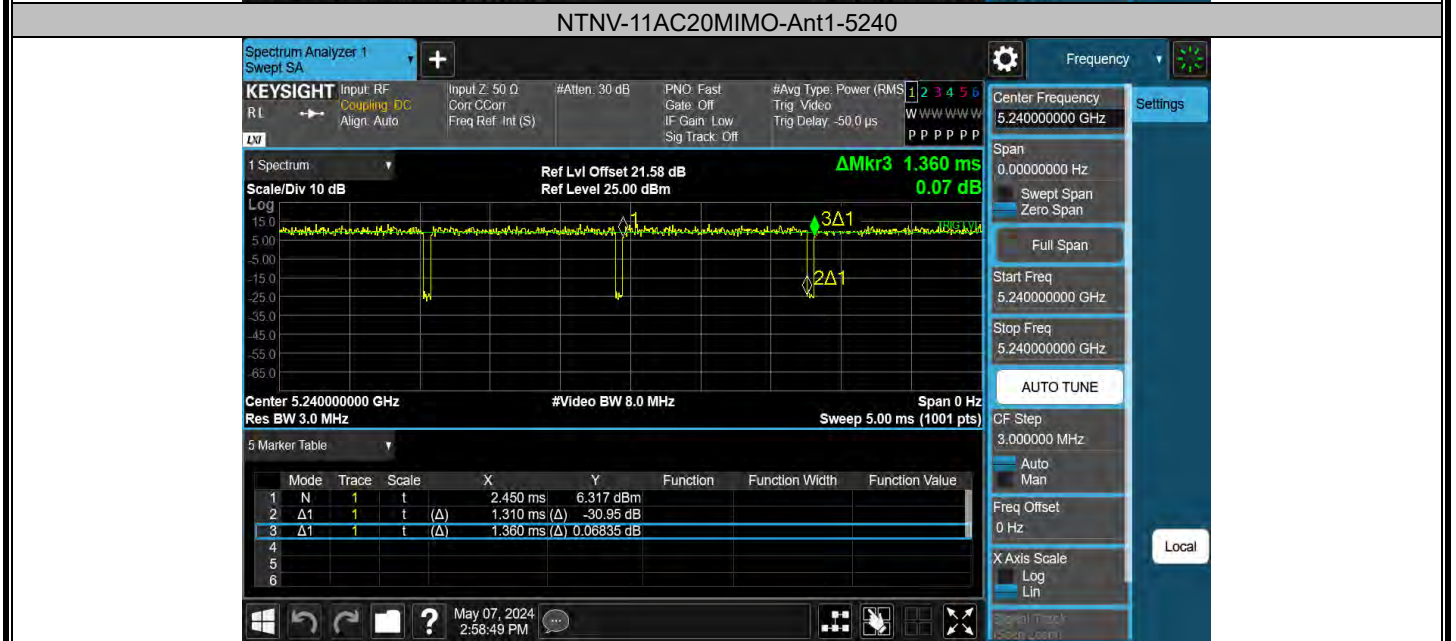 NTNV-11AC20MIMO-Ant1-5240
Spectrum Analyzer 1
Swept SA
Frequency
KEYSIGHT
RL
LXI
Input: RF
Coupling: DC
Align: Auto
Input Z: 50 Ω
Corr CCorr
Freq Ref: Int (S)
#Atten: 30 dB
PNO: Fast
Gate: Off
IF Gain: Low
Sig Track: Off
#Avg Type: Power (RMS
Trig: Video
Trig Delay: -50.0 µs
1 2 3 4 5 6
W W W W W W
P P P P P P
Center Frequency
5.240000000 GHz
Settings
1 Spectrum
Scale/Div 10 dB
Ref Lvl Offset 21.58 dB
Ref Level 25.00 dBm
ΔMkr3 1.360 ms
0.07 dB
Log
15.0
5.00
-5.00
-15.0
-25.0
-35.0
-45.0
-55.0
-65.0
1
3Δ1
2Δ1
TRIG LVL
Center 5.240000000 GHz
#Video BW 8.0 MHz
Span 0 Hz
Res BW 3.0 MHz
Sweep 5.00 ms (1001 pts)
Span
0.00000000 Hz
Swept Span
Zero Span
Full Span
Start Freq
5.240000000 GHz
Stop Freq
5.240000000 GHz
AUTO TUNE
CF Step
3.000000 MHz
Auto
Man
Freq Offset
0 Hz
X Axis Scale
Log
Lin
Signal Track
(Span Zoom)
Local
5 Marker Table
Mode Trace Scale X Y Function Function Width Function Value
1 N 1 t 2.450 ms 6.317 dBm
2 Δ1 1 t (Δ) 1.310 ms (Δ) -30.95 dB
3 Δ1 1 t (Δ) 1.360 ms (Δ) 0.06835 dB
4
5
6
?
May 07, 2024
2:58:49 PM